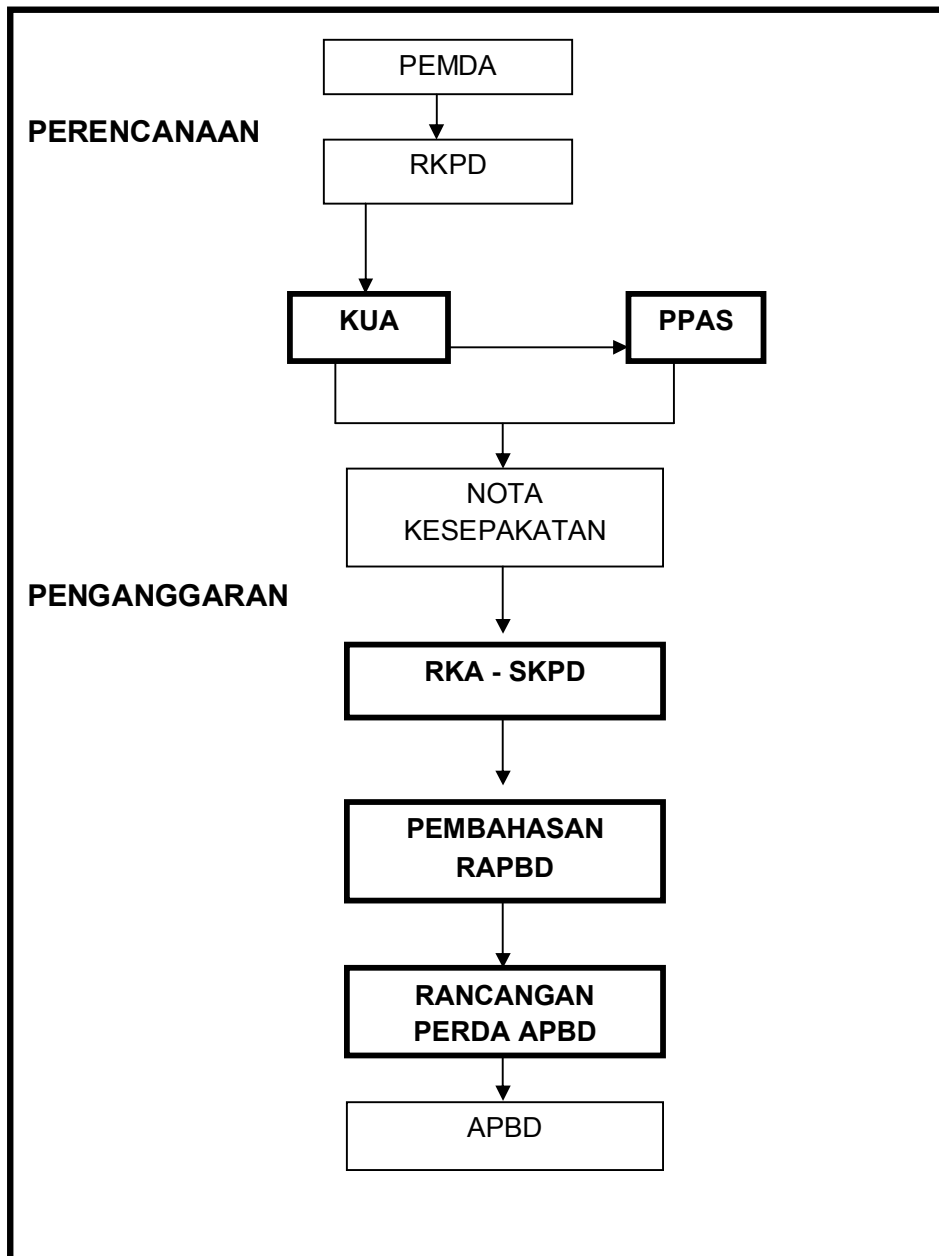 PEMDA
PERENCANAAN
RKPD
KUA
PPAS
NOTA
KESEPAKATAN
PENGANGGARAN
RKA - SKPD
PEMBAHASAN
RAPBD
RANCANGAN
PERDA APBD
APBD